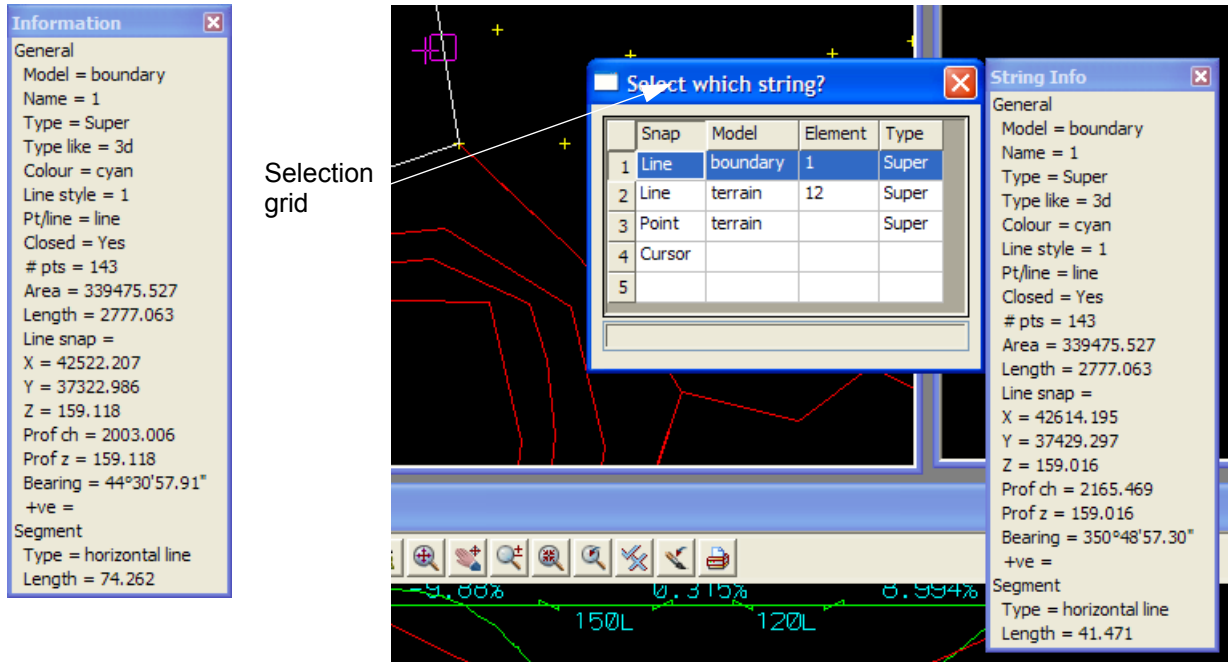 Information
General
Model = boundary
Name = 1
Type = Super
Type like = 3d
Colour = cyan
Line style = 1
Pt/line = line
Closed = Yes
# pts = 143
Area = 339475.527
Length = 2777.063
Line snap =
X = 42522.207
Y = 37322.986
Z = 159.118
Prof ch = 2003.006
Prof z = 159.118
Bearing = 44°30'57.91"
+ve =
Segment
Type = horizontal line
Length = 74.262
Selection
grid
Select which string?
Snap Model Element Type
1 Line boundary 1 Super
2 Line terrain 12 Super
3 Point terrain Super
4 Cursor
5
String Info
General
Model = boundary
Name = 1
Type = Super
Type like = 3d
Colour = cyan
Line style = 1
Pt/line = line
Closed = Yes
# pts = 143
Area = 339475.527
Length = 2777.063
Line snap =
X = 42614.195
Y = 37429.297
Z = 159.016
Prof ch = 2165.469
Prof z = 159.016
Bearing = 350°48'57.30"
+ve =
Segment
Type = horizontal line
Length = 41.471
-9.88% 0.315% 8.994%
150L 120L